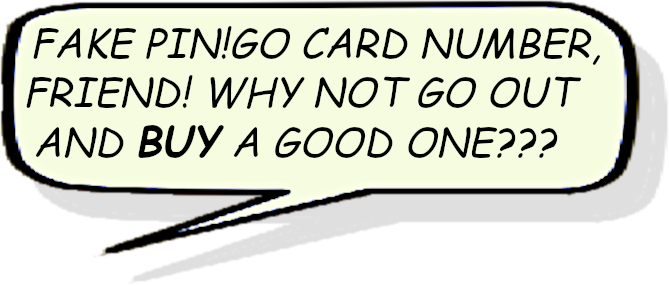 FAKE PIN!GO CARD NUMBER,
FRIEND! WHY NOT GO OUT
AND BUY A GOOD ONE???